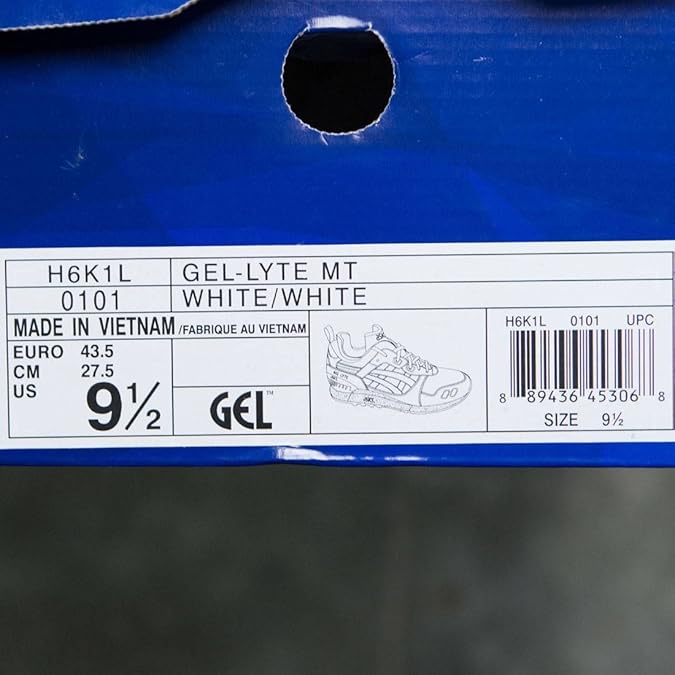 H6K1L GEL-LYTE MT
0101 WHITE/WHITE
MADE IN VIETNAM/FABRIQUE AU VIETNAM
EURO 43.5
CM 27.5
US 9½
GEL™
H6K1L 0101 UPC
8 89436 45306 8
SIZE 9½